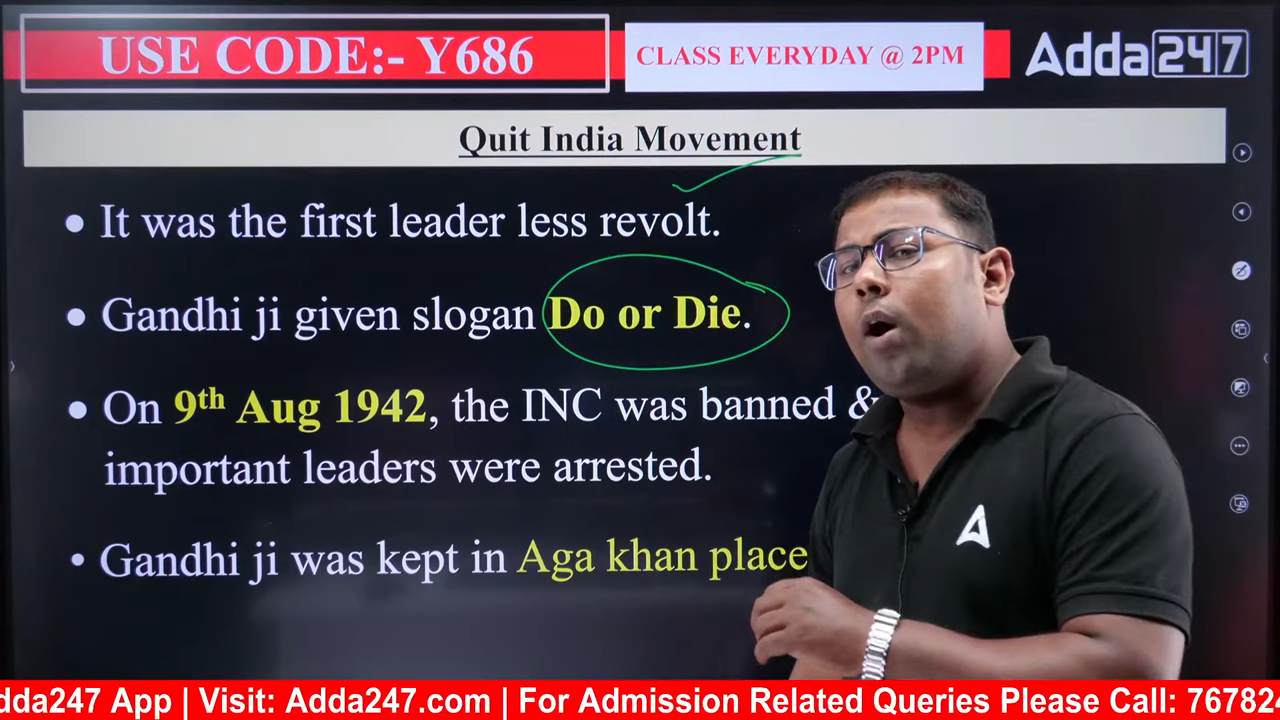 USE CODE:- Y686
CLASS EVERYDAY @ 2PM
Adda247
Quit India Movement
• It was the first leader less revolt.
• Gandhi ji given slogan Do or Die.
• On 9th Aug 1942, the INC was banned &
important leaders were arrested.
• Gandhi ji was kept in Aga khan place
dda247 App | Visit: Adda247.com | For Admission Related Queries Please Call: 76782